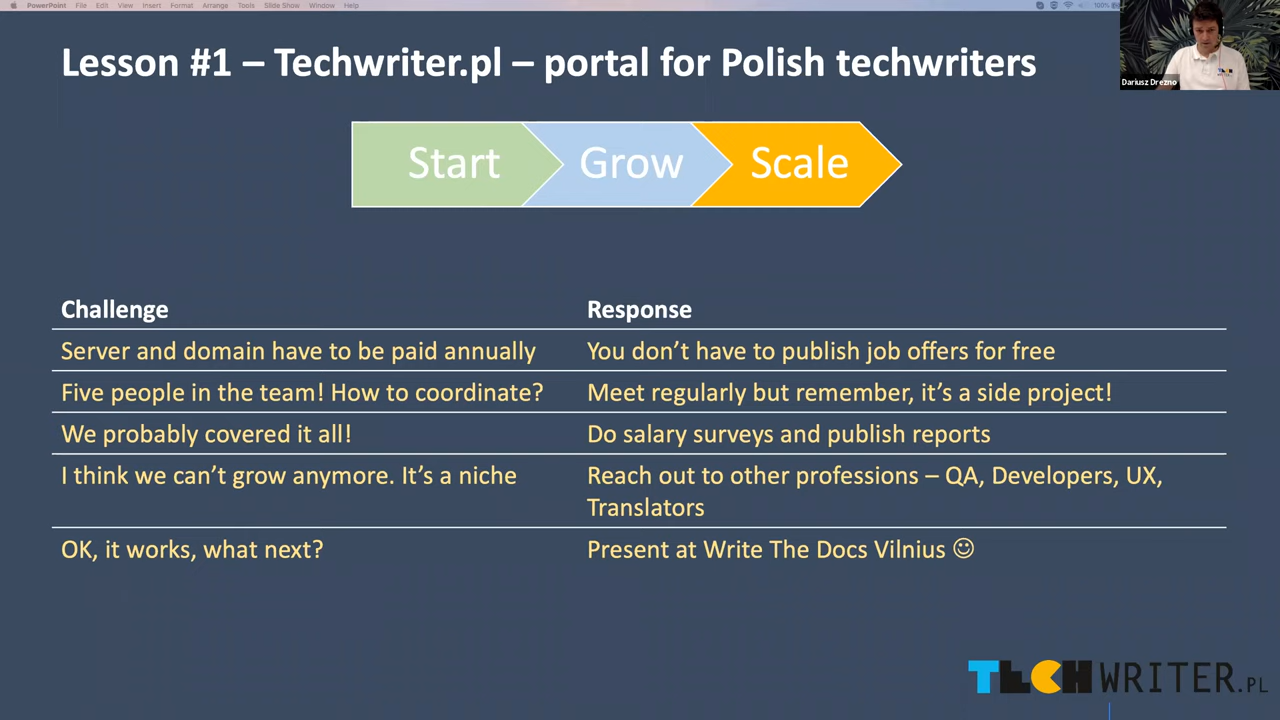 PowerPoint File Edit View Insert Format Arrange Tools Slide Show Window Help 100%
Lesson #1 – Techwriter.pl – portal for Polish techwriters
Dariusz Drezno
Start Grow Scale
Challenge Response
Server and domain have to be paid annually You don’t have to publish job offers for free
Five people in the team! How to coordinate? Meet regularly but remember, it’s a side project!
We probably covered it all! Do salary surveys and publish reports
I think we can’t grow anymore. It’s a niche Reach out to other professions – QA, Developers, UX,
Translators
OK, it works, what next? Present at Write The Docs Vilnius ☺
TECHWRITER.PL